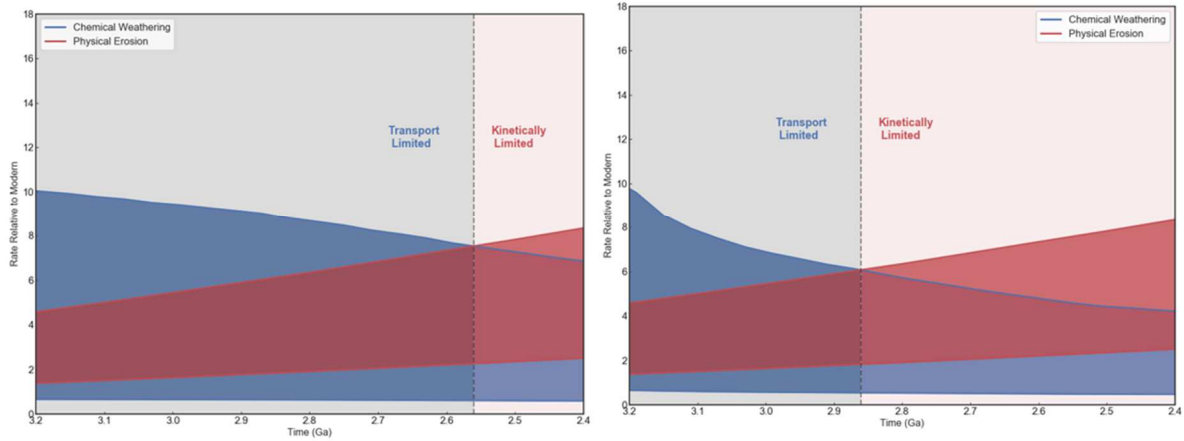 18
16
14
12
10
8
6
4
2
0
Rate Relative to Modern
Chemical Weathering
Physical Erosion
Transport
Limited
Kinetically
Limited
3.2 3.1 3.0 2.9 2.8 2.7 2.6 2.5 2.4
Time (Ga)
18
16
14
12
10
8
6
4
2
0
Rate Relative to Modern
Chemical Weathering
Physical Erosion
Transport
Limited
Kinetically
Limited
3.2 3.1 3.0 2.9 2.8 2.7 2.6 2.5 2.4
Time (Ga)